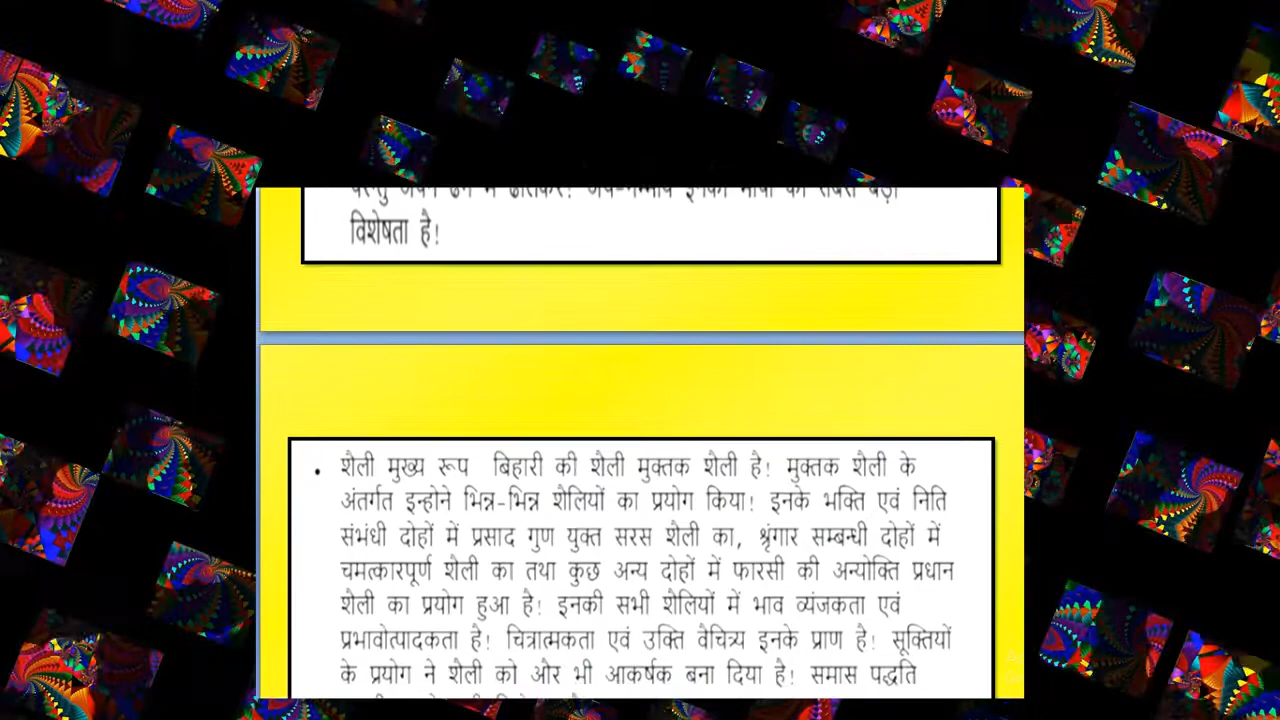 विशेषता है!
• शैली मुख्य रूप बिहारी की शैली मुक्तक शैली है! मुक्तक शैली के
अंतर्गत इन्होने भिन्न-भिन्न शैलियों का प्रयोग किया! इनके भक्ति एवं निति
संभंधी दोहों में प्रसाद गुण युक्त सरस शैली का, श्रृंगार सम्बन्धी दोहों में
चमत्कारपूर्ण शैली का तथा कुछ अन्य दोहों में फारसी की अन्योक्ति प्रधान
शैली का प्रयोग हुआ है! इनकी सभी शैलियों में भाव व्यंजकता एवं
प्रभावोत्पादकता है! चित्रात्मकता एवं उक्ति वैचित्र्य इनके प्राण है! सूक्तियों
के प्रयोग ने शैली को और भी आकर्षक बना दिया है! समास पद्धति